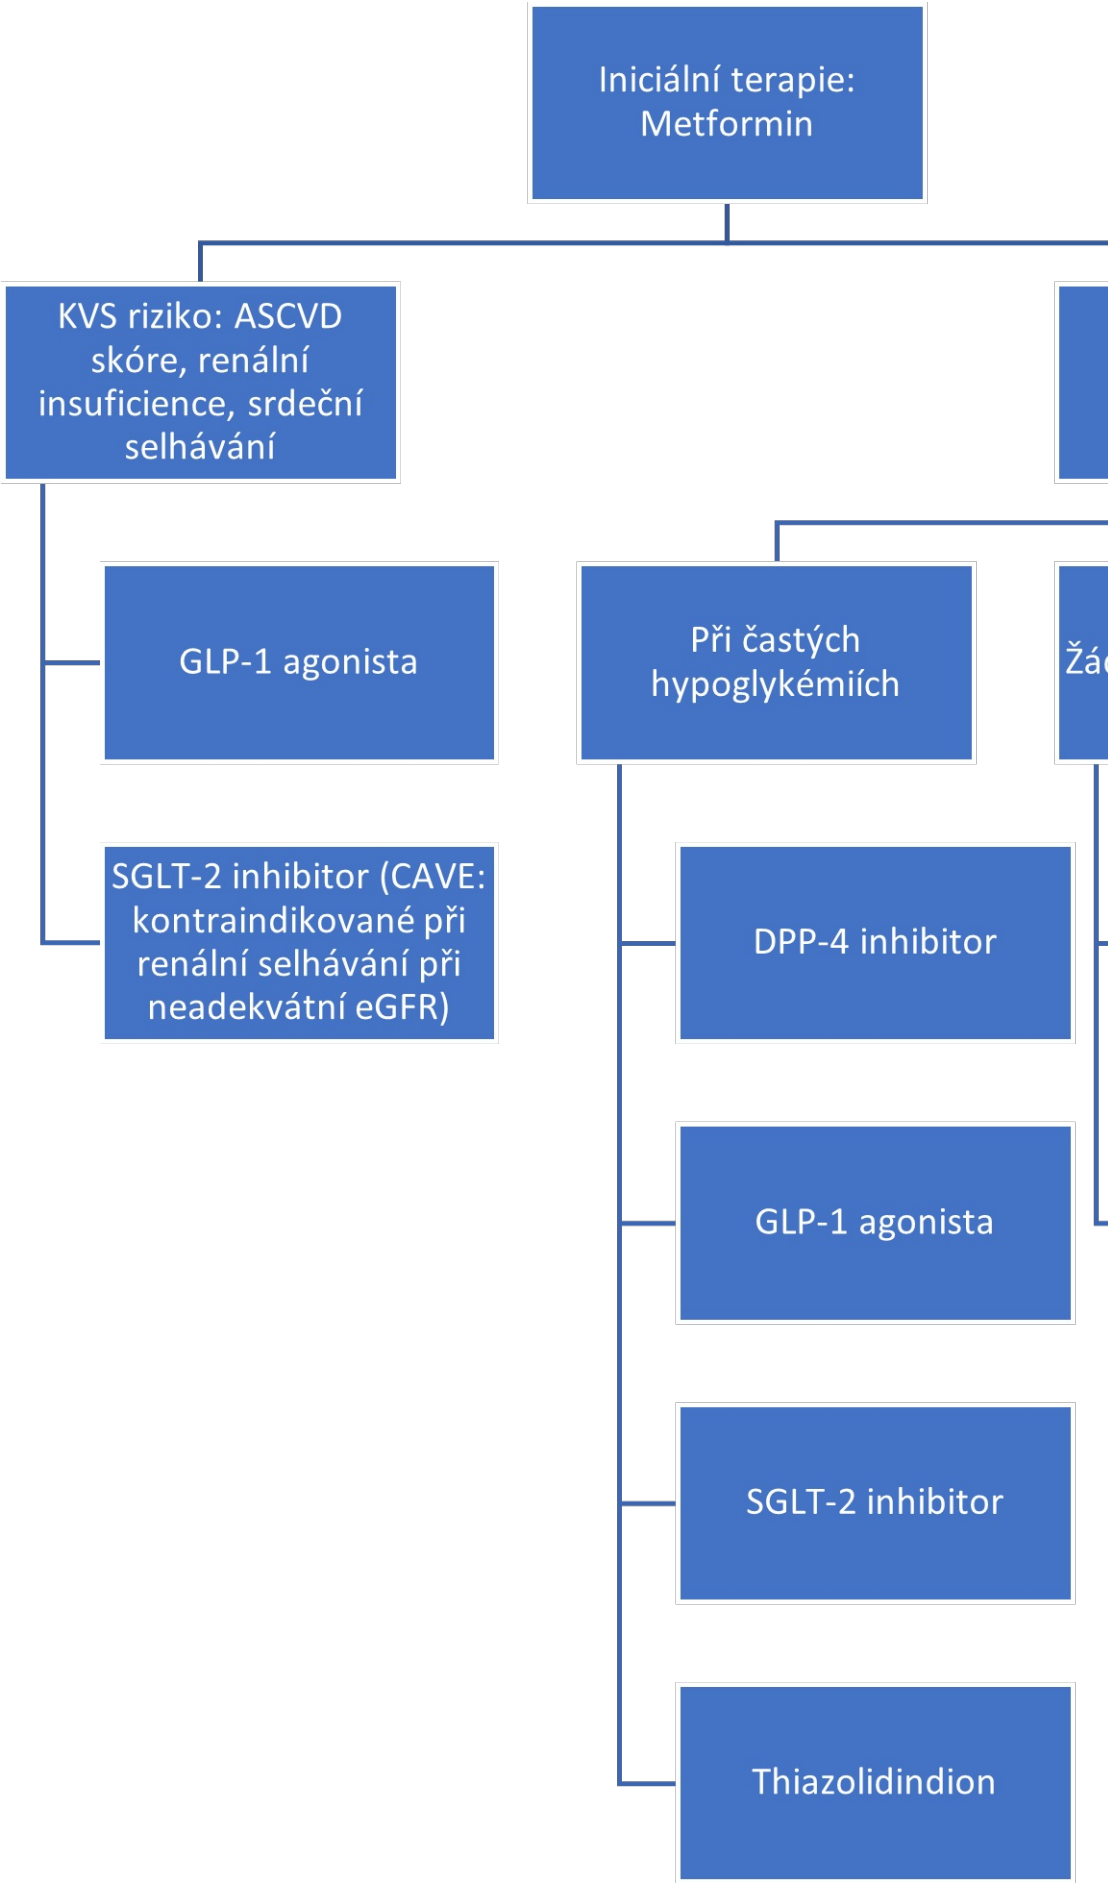 Iniciální terapie:
Metformin
KVS riziko: ASCVD
skóre, renální
insuficience, srdeční
selhávání
GLP-1 agonista
SGLT-2 inhibitor (CAVE:
kontraindikované při
renální selhávání při
neadekvátní eGFR)
Při častých
hypoglykémiích
DPP-4 inhibitor
GLP-1 agonista
SGLT-2 inhibitor
Thiazolidindion